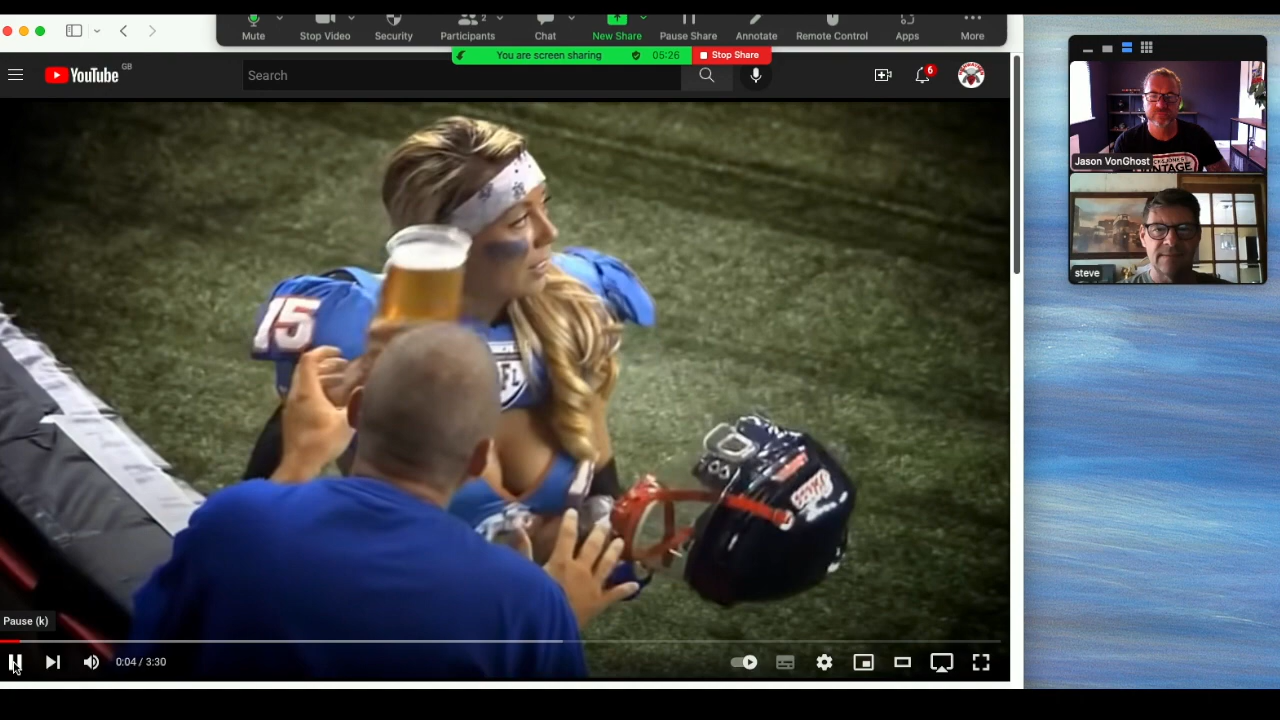 2
Mute
Stop Video
Security
Participants
Chat
New Share
Pause Share
Annotate
Remote Control
Apps
More
You are screen sharing
05:26
Stop Share
YouTube
GB
Search
6
Jason VonGhost
steve
15
Pause (k)
0:04 / 3:30